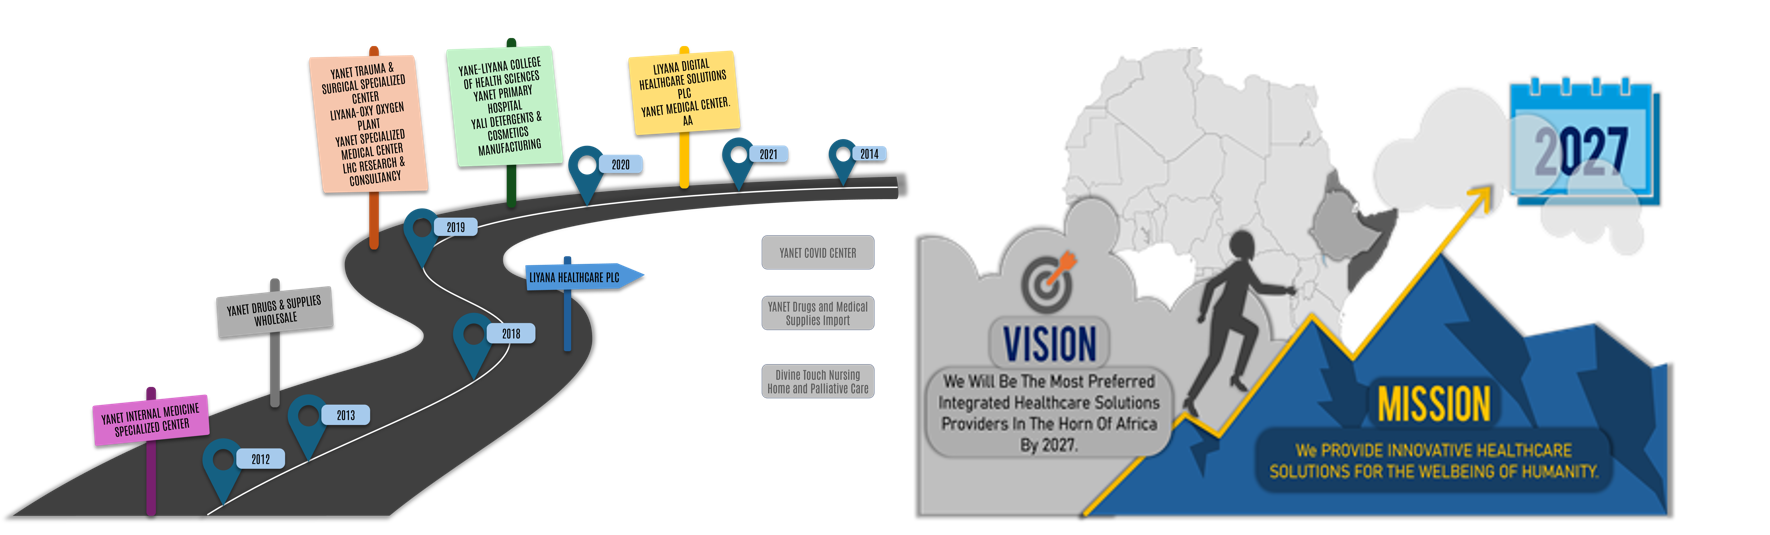 YANET TRAUMA &
SURGICAL SPECIALIZED
CENTER
LIYANA-OXY OXYGEN
PLANT
YANET SPECIALIZED
MEDICAL CENTER
LHC RESEARCH &
CONSULTANCY
YANE-LIYANA COLLEGE
OF HEALTH SCIENCES
YANET PRIMARY
HOSPITAL
YALI DETERGENTS &
COSMETICS
MANUFACTURING
LIYANA DIGITAL
HEALTHCARE SOLUTIONS
PLC
YANET MEDICAL CENTER.
AA
2020
2021
2014
2019
LIYANA HEALTHCARE PLC
YANET DRUGS & SUPPLIES
WHOLESALE
2018
YANET INTERNAL MEDICINE
SPECIALIZED CENTER
2013
2012
YANET COVID CENTER
YANET Drugs and Medical
Supplies Import
Divine Touch Nursing
Home and Palliative Care
2027
VISION
We Will Be The Most Preferred
Integrated Healthcare Solutions
Providers In The Horn Of Africa
By 2027.
MISSION
We PROVIDE INNOVATIVE HEALTHCARE
SOLUTIONS FOR THE WELBEING OF HUMANITY.